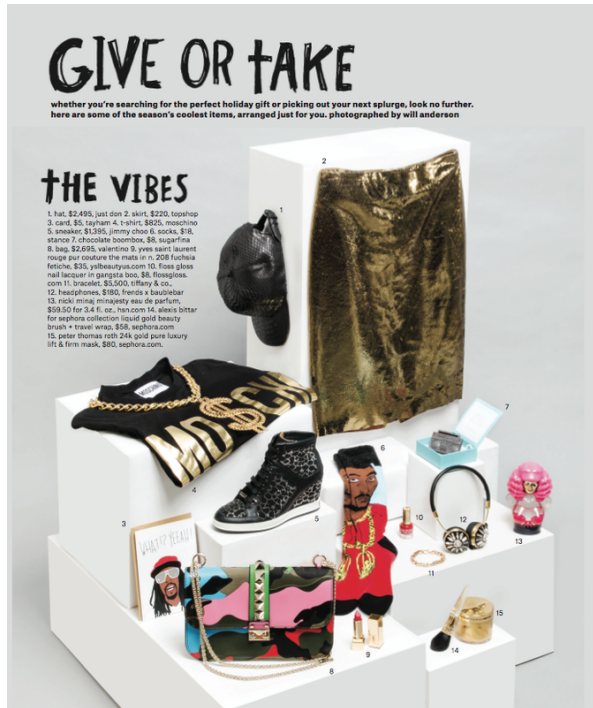 GIVE OR TAKE
whether you're searching for the perfect holiday gift or picking out your next splurge, look no further.
here are some of the season's coolest items, arranged just for you. photographed by will anderson
THE VIBES
1. hat, $2,495, just don 2. skirt, $220, topshop
3. card, $5, tayham 4. t-shirt, $825, moschino
5. sneaker, $1,395, jimmy choo 6. socks, $18,
stance 7. chocolate boombox, $8, sugarfina
8. bag, $2,695, valentino 9. yves saint laurent
rouge pur couture the mats in n. 208 fuchsia
fetiche, $35, yslbeautyus.com 10. floss gloss
nail lacquer in gangsta boo, $8, flossgloss.
com 11. bracelet, $5,500, tiffany & co.,
12. headphones, $180, frends x baublebar
13. nicki minaj minajesty eau de parfum,
$59.50 for 3.4 fl. oz., hsn.com 14. alexis bittar
for sephora collection liquid gold beauty
brush + travel wrap, $58, sephora.com
15. peter thomas roth 24k gold pure luxury
lift & firm mask, $80, sephora.com.
1
2
3
4
5
6
7
8
9
10
11
12
13
14
15
MOSCHINO
MOSCHI
WHAT!? YEEAU!